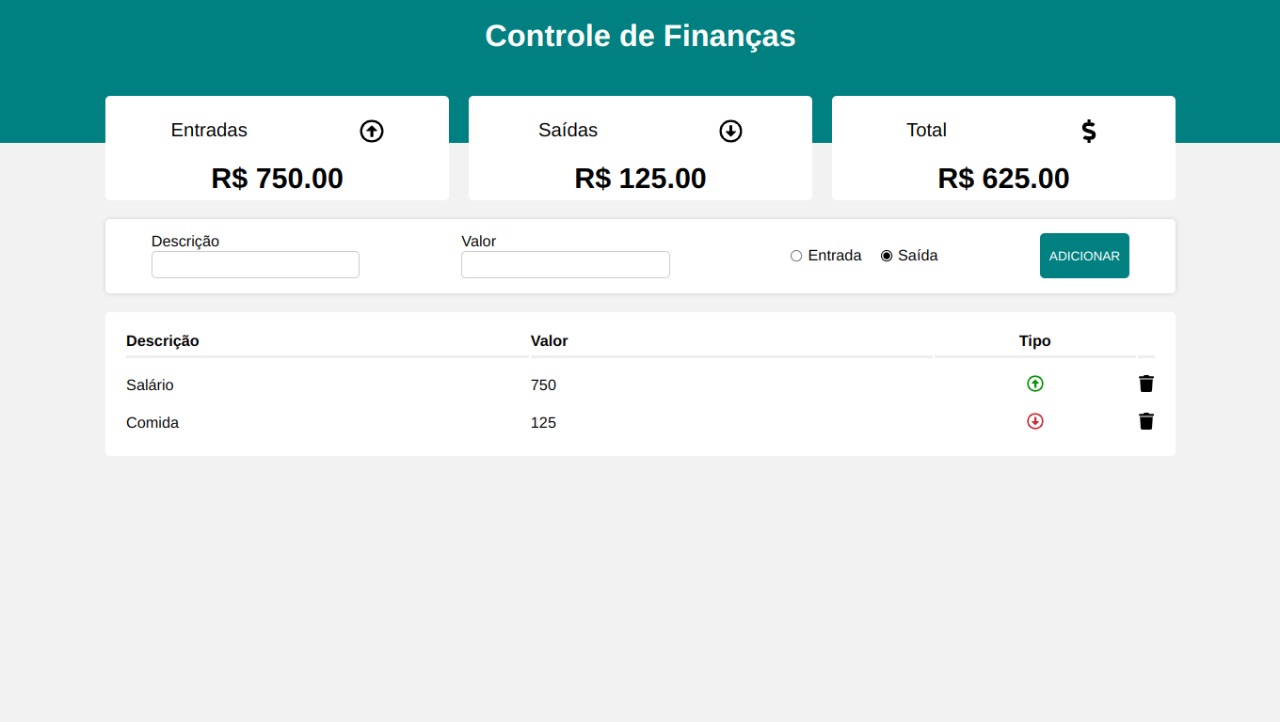 Controle de Finanças
Entradas
R$ 750.00
Saídas
R$ 125.00
Total
R$ 625.00
Descrição
Valor
Entrada Saída
ADICIONAR
Descrição Valor Tipo
Salário 750
Comida 125